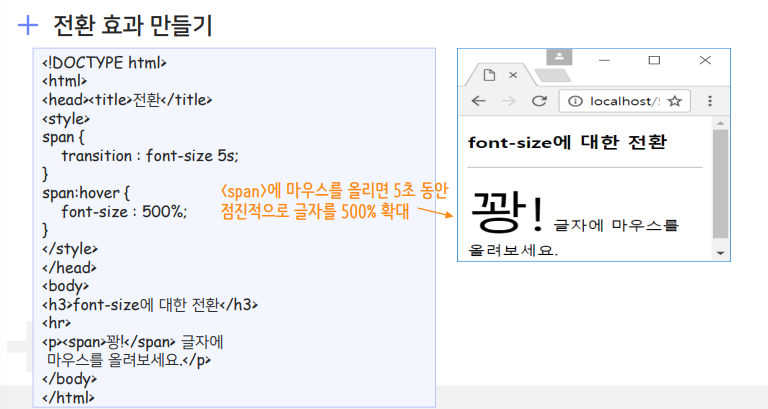 전환 효과 만들기
<!DOCTYPE html>
<html>
<head><title>전환</title>
<style>
span {
transition : font-size 5s;
}
span:hover {
font-size : 500%;
}
</style>
</head>
<body>
<h3>font-size에 대한 전환</h3>
<hr>
<p><span>꽝!</span> 글자에
마우스를 올려보세요.</p>
</body>
</html>
<span>에 마우스를 올리면 5초 동안
점진적으로 글자를 500% 확대
localhost/
font-size에 대한 전환
꽝! 글자에 마우스를
올려보세요.